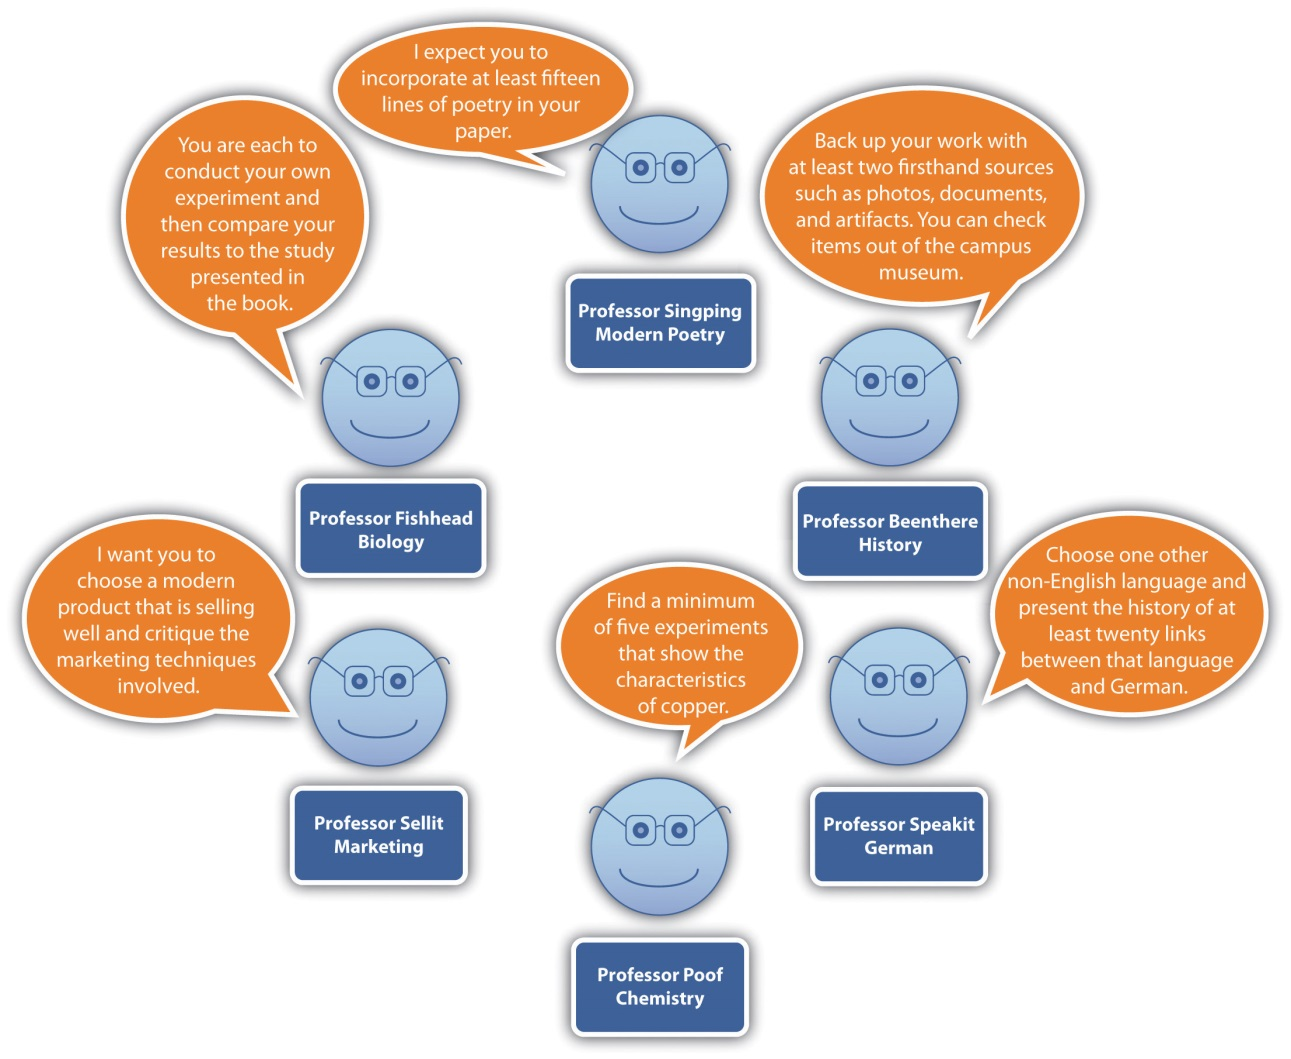 I expect you to
incorporate at least fifteen
lines of poetry in your
paper.
Professor Singping
Modern Poetry
You are each to
conduct your own
experiment and
then compare your
results to the study
presented in
the book.
Professor Fishhead
Biology
Back up your work with
at least two firsthand sources
such as photos, documents,
and artifacts. You can check
items out of the campus
museum.
Professor Beenthere
History
I want you to
choose a modern
product that is selling
well and critique the
marketing techniques
involved.
Professor Sellit
Marketing
Find a minimum
of five experiments
that show the
characteristics
of copper.
Professor Poof
Chemistry
Choose one other
non-English language and
present the history of at
least twenty links
between that language
and German.
Professor Speakit
German